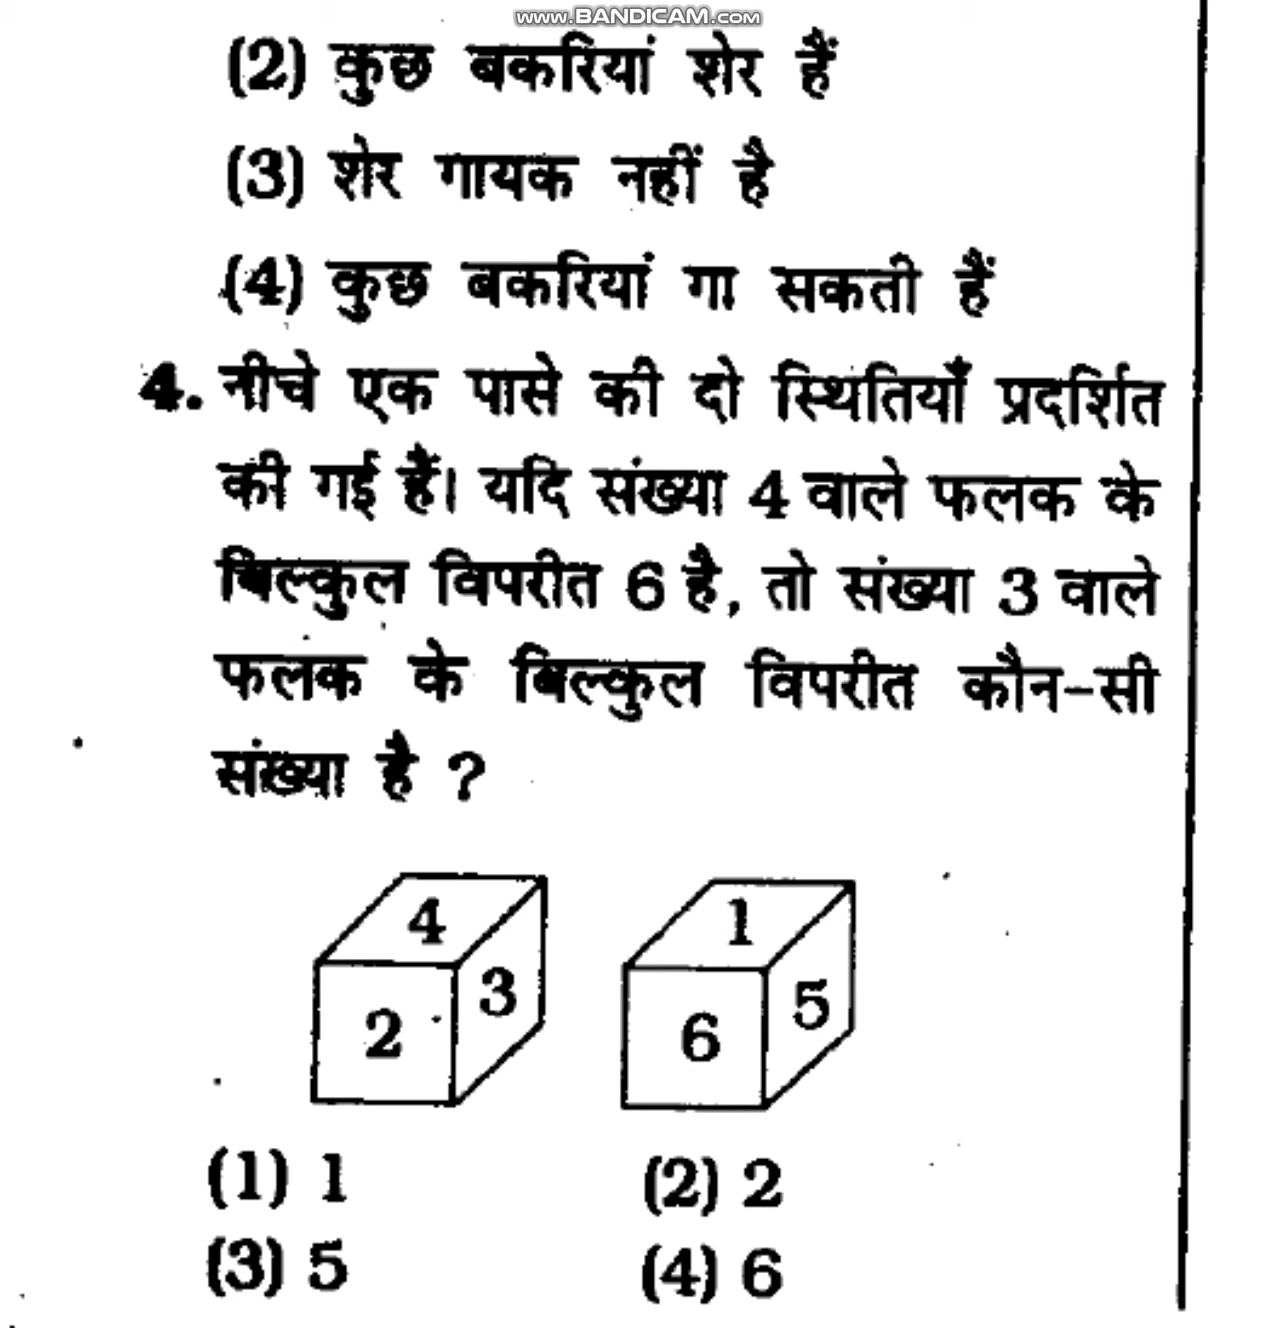 www.BANDICAM.com
(2) कुछ बकरियां शेर हैं
(3) शेर गायक नहीं है
(4) कुछ बकरियां गा सकती हैं
4. नीचे एक पासे की दो स्थितियाँ प्रदर्शित
की गई हैं। यदि संख्या 4 वाले फलक के
बिल्कुल विपरीत 6 है, तो संख्या 3 वाले
फलक के बिल्कुल विपरीत कौन-सी
संख्या है ?
4 1
2 3 6 5
(1) 1 (2) 2
(3) 5 (4) 6